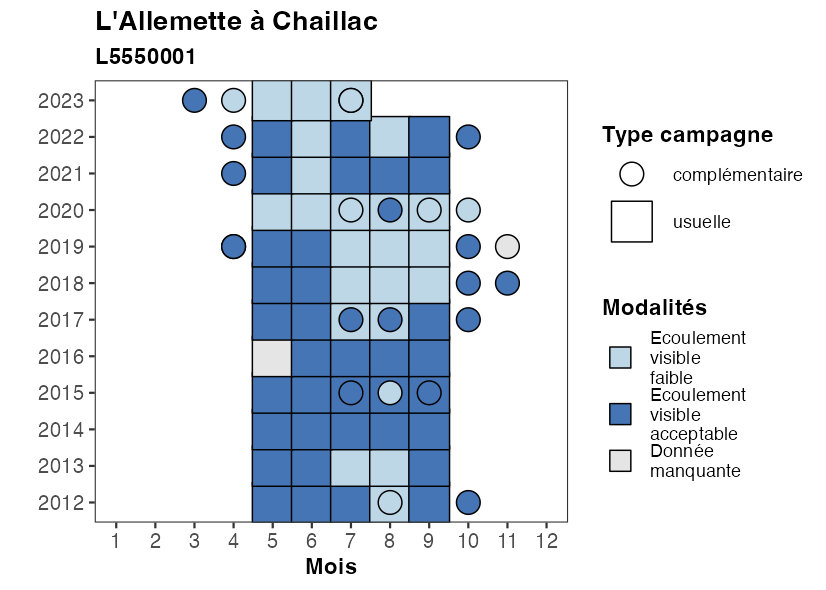 L'Allemette à Chaillac
L5550001
2023
2022
2021
2020
2019
2018
2017
2016
2015
2014
2013
2012
1 2 3 4 5 6 7 8 9 10 11 12
Mois
Type campagne
complémentaire
usuelle
Modalités
Ecoulement
visible
faible
Ecoulement
visible
acceptable
Donnée
manquante